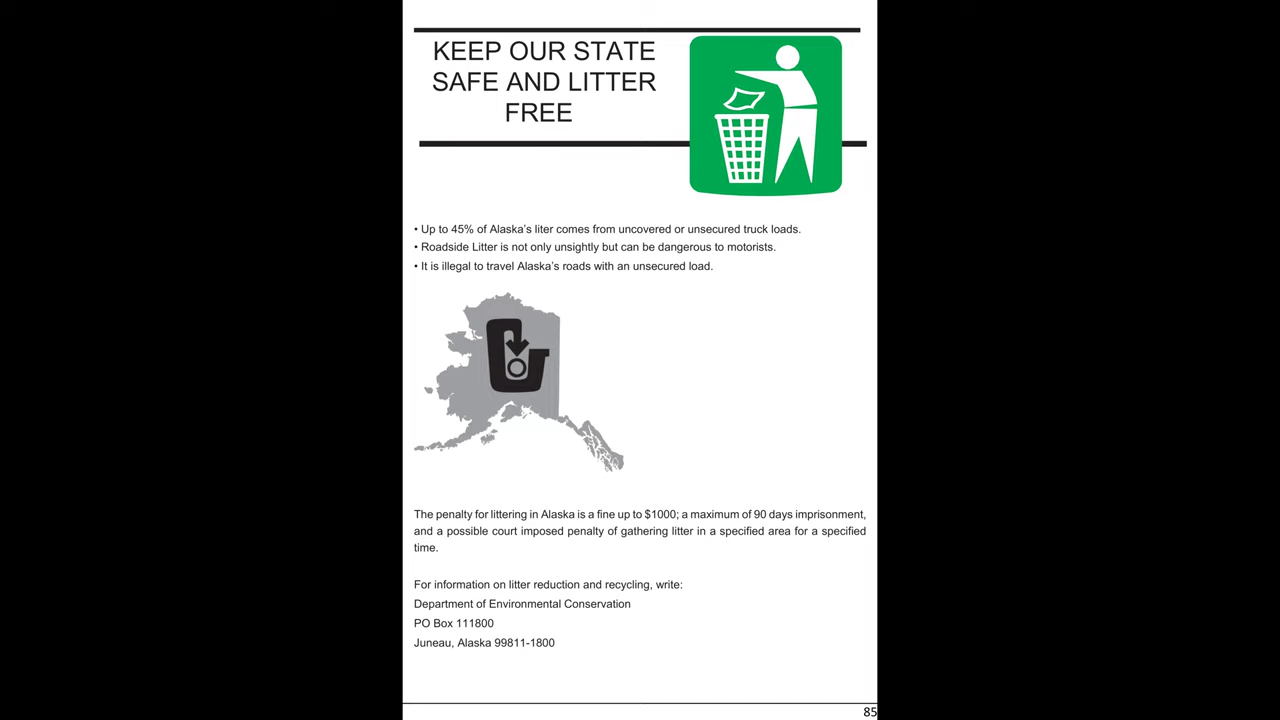 KEEP OUR STATE
SAFE AND LITTER
FREE
• Up to 45% of Alaska’s liter comes from uncovered or unsecured truck loads.
• Roadside Litter is not only unsightly but can be dangerous to motorists.
• It is illegal to travel Alaska’s roads with an unsecured load.
The penalty for littering in Alaska is a fine up to $1000; a maximum of 90 days imprisonment,
and a possible court imposed penalty of gathering litter in a specified area for a specified
time.
For information on litter reduction and recycling, write:
Department of Environmental Conservation
PO Box 111800
Juneau, Alaska 99811-1800
85